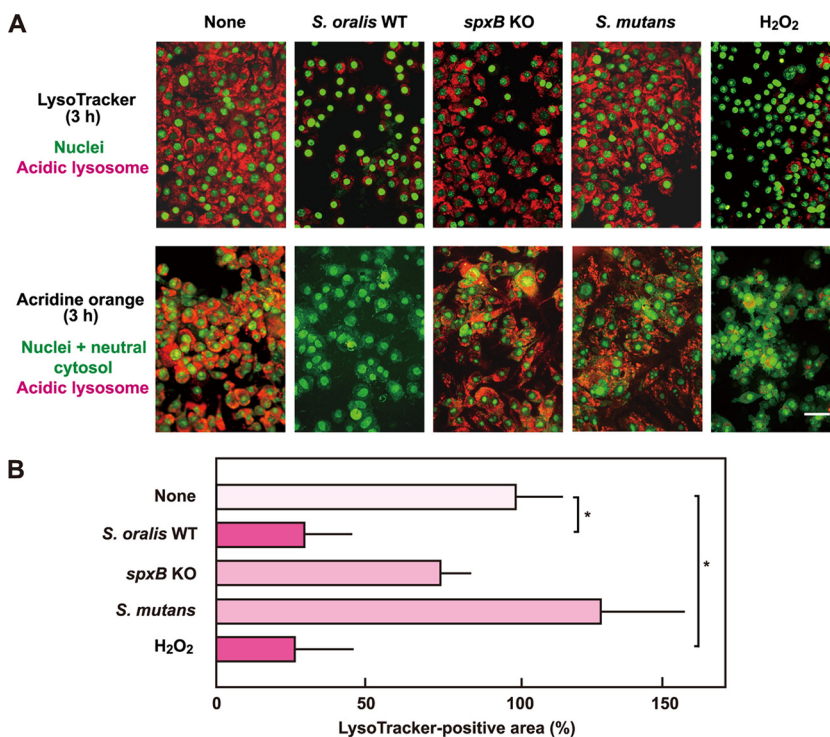 A
None
S. oralis WT
spxB KO
S. mutans
H₂O₂
LysoTracker
(3 h)
Nuclei
Acidic lysosome
Acridine orange
(3 h)
Nuclei + neutral
cytosol
Acidic lysosome
B
None
S. oralis WT
spxB KO
S. mutans
H₂O₂
*
*
0
50
100
150
LysoTracker-positive area (%)